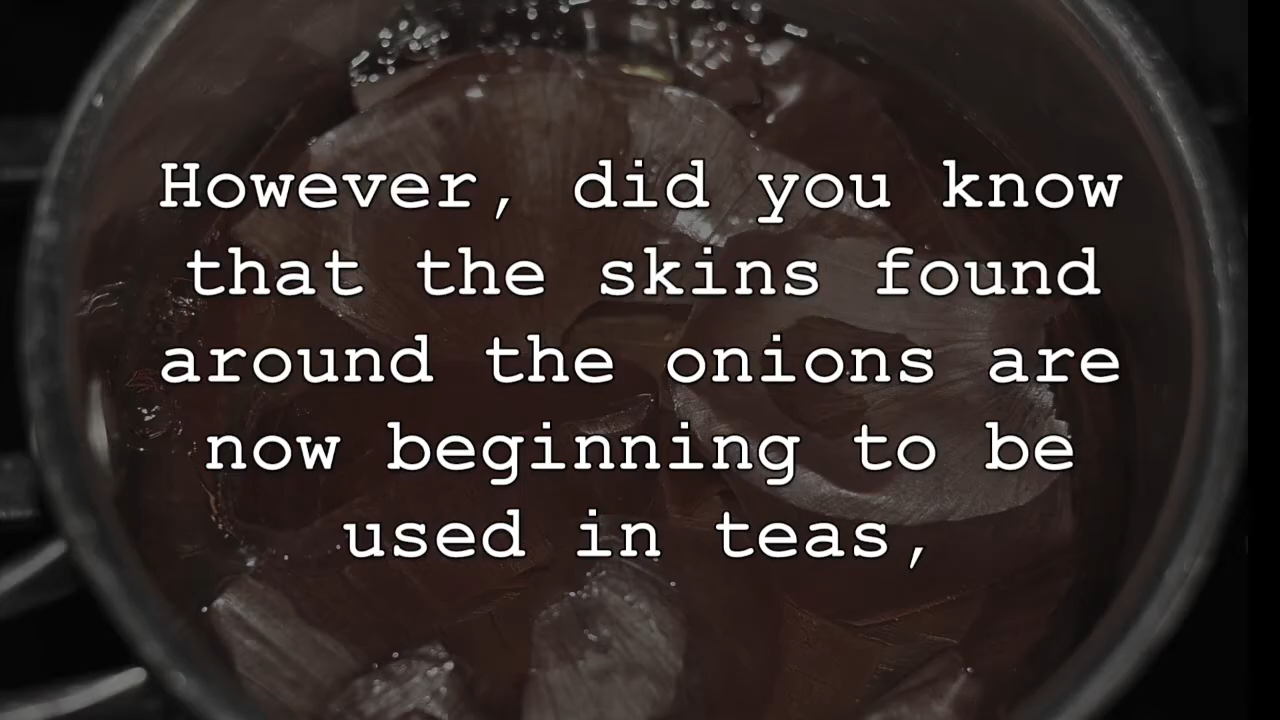 However, did you know
that the skins found
around the onions are
now beginning to be
used in teas,